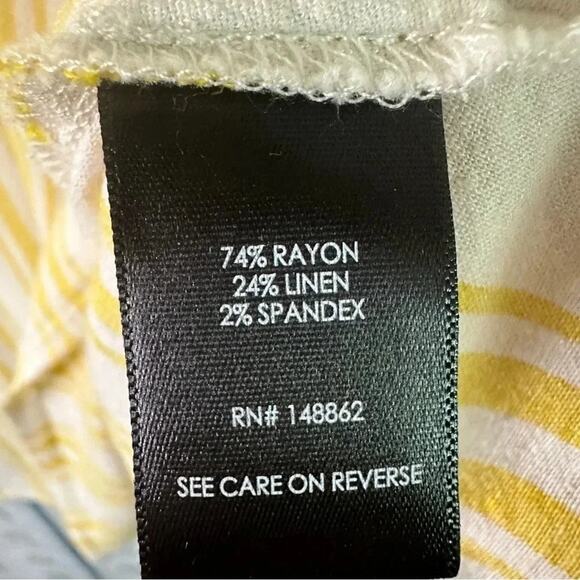 74% RAYON
24% LINEN
2% SPANDEX
RN# 148862
SEE CARE ON REVERSE